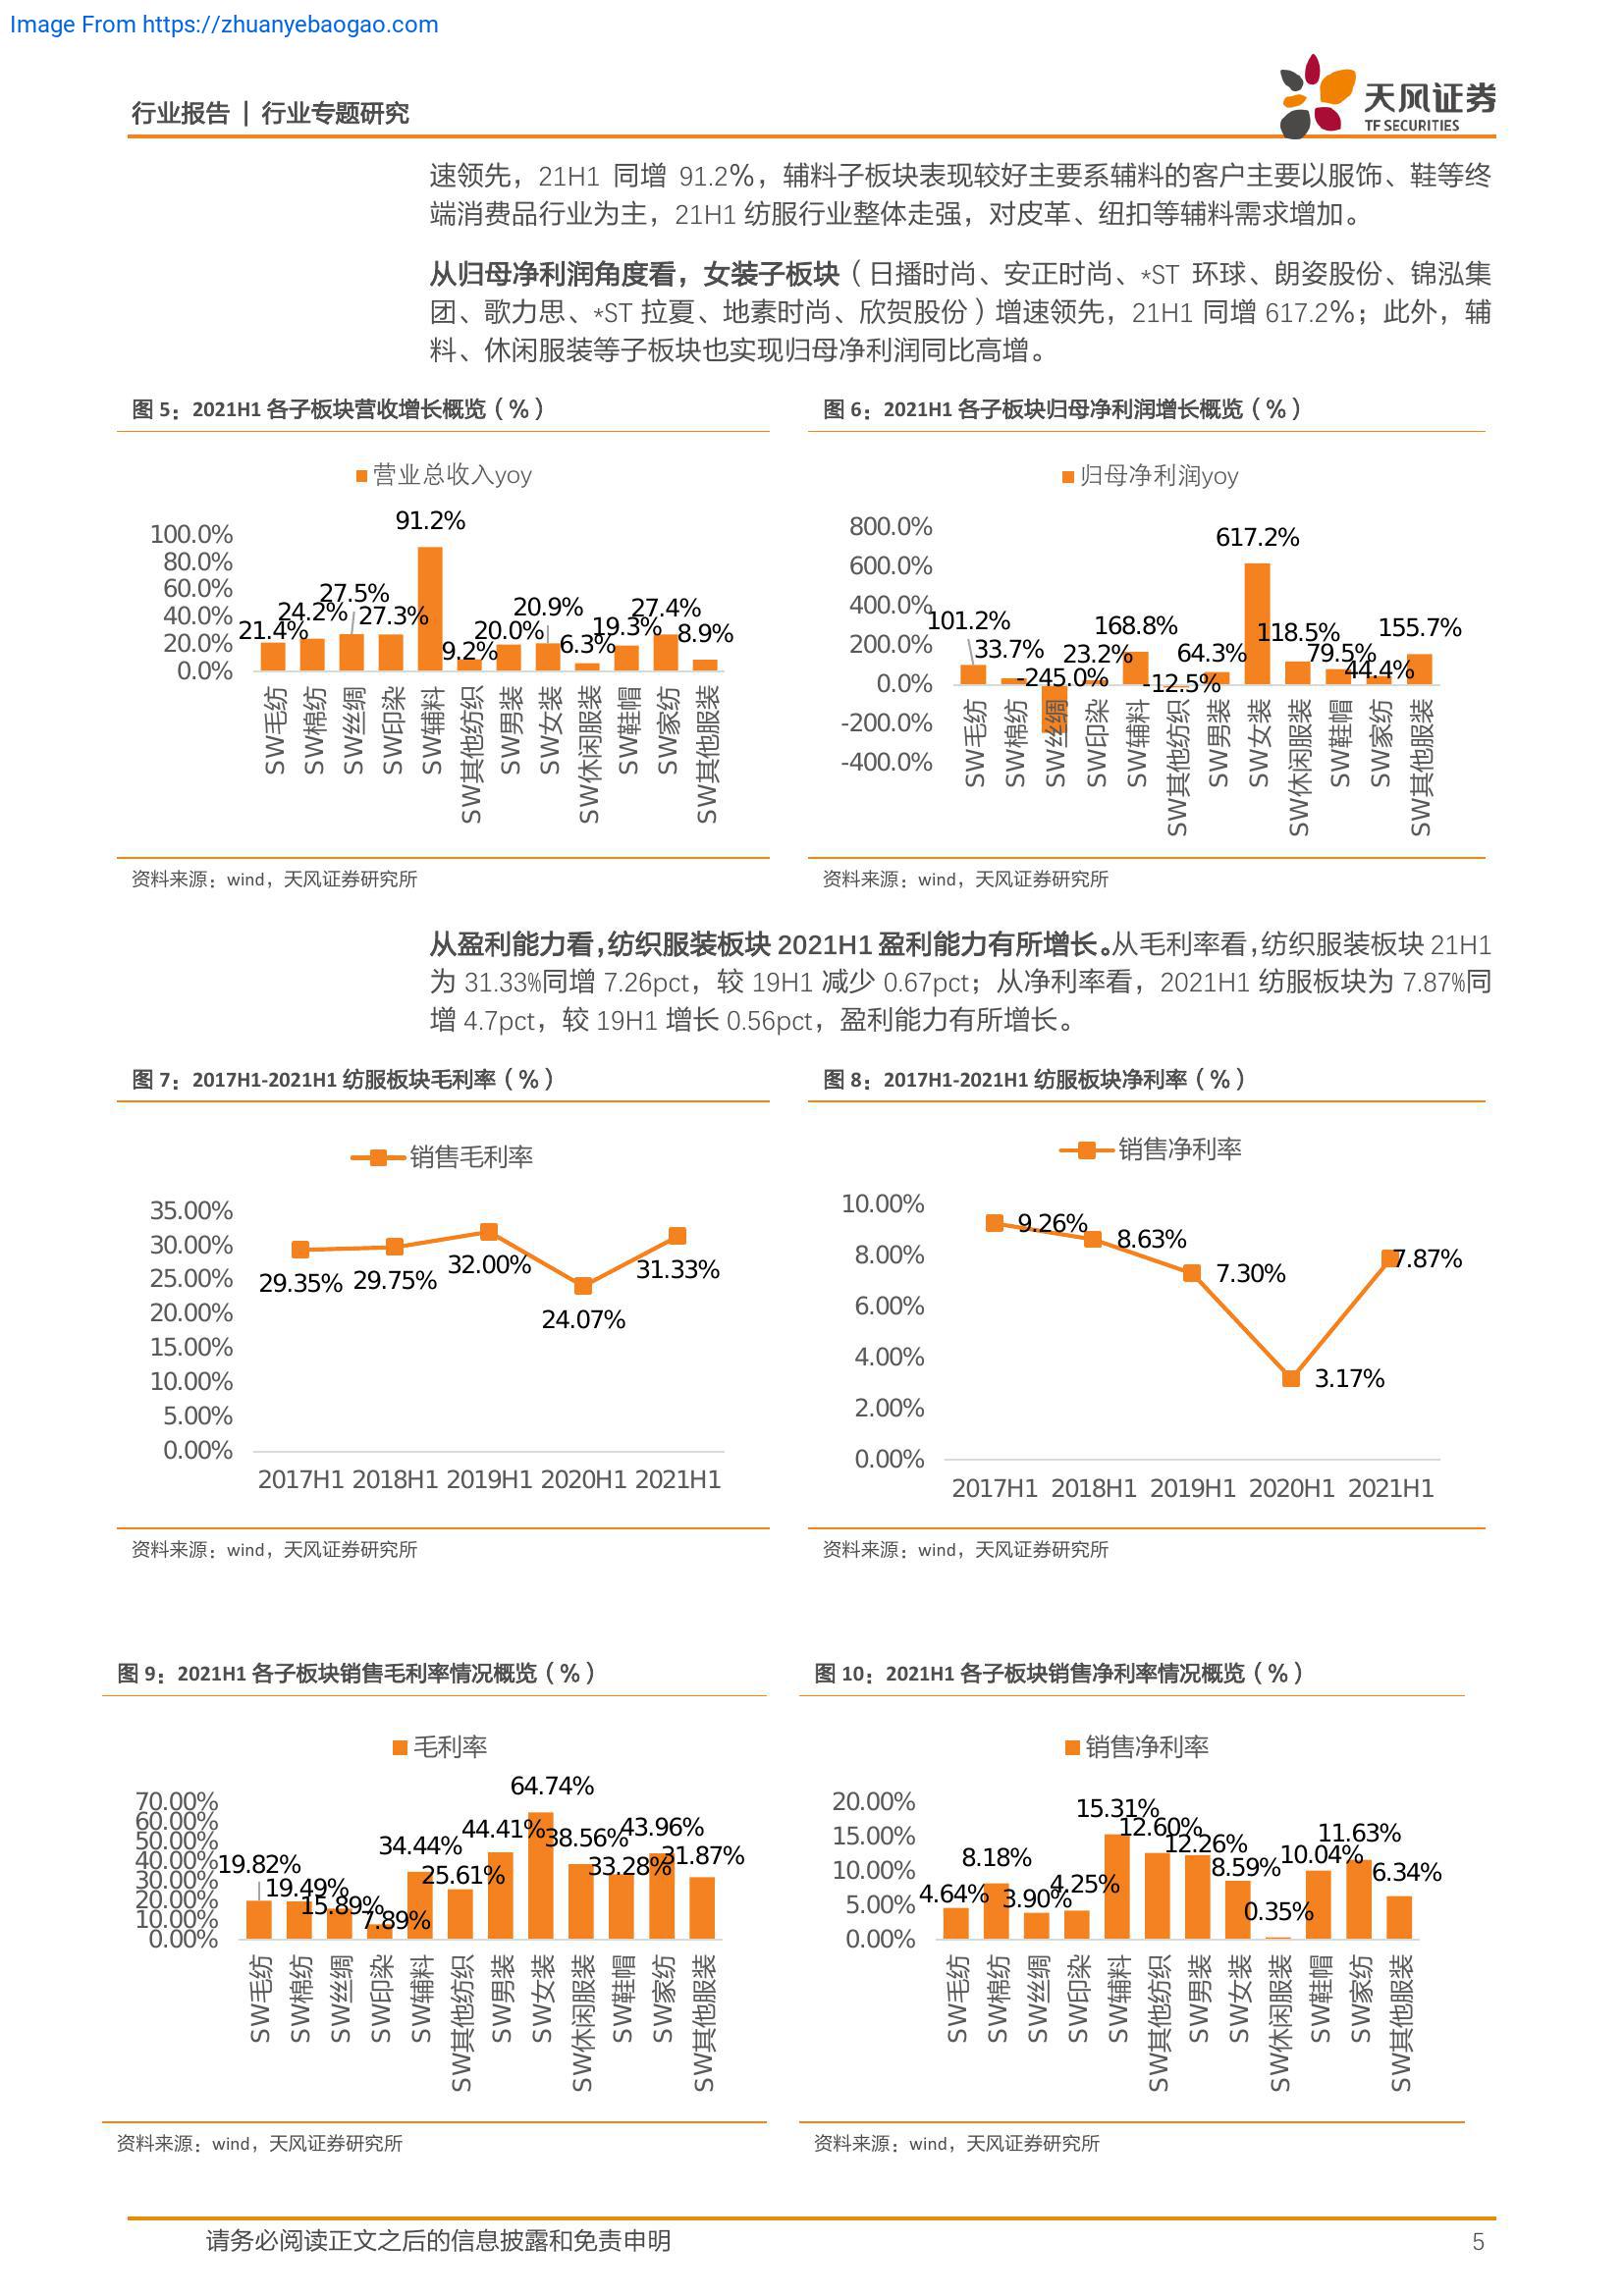 Image From https://zhuanyebaogao.com
行业报告 | 行业专题研究
天风证券
TF SECURITIES
速领先，21H1 同增 91.2%，辅料子板块表现较好主要系辅料的客户主要以服饰、鞋等终
端消费品行业为主，21H1 纺服行业整体走强，对皮革、纽扣等辅料需求增加。
从归母净利润角度看，女装子板块（日播时尚、安正时尚、*ST 环球、朗姿股份、锦泓集
团、歌力思、*ST 拉夏、地素时尚、欣贺股份）增速领先，21H1 同增 617.2%；此外，辅
料、休闲服装等子板块也实现归母净利润同比高增。
图 5：2021H1 各子板块营收增长概览（%）
营业总收入yoy
100.0%
80.0%
60.0%
40.0%
20.0%
0.0%
21.4%
24.2%
27.5%
27.3%
91.2%
9.2%
20.0%
20.9%
6.3%
19.3%
27.4%
8.9%
SW毛纺
SW棉纺
SW丝绸
SW印染
SW辅料
SW其他纺织
SW男装
SW女装
SW休闲服装
SW鞋帽
SW家纺
SW其他服装
资料来源：wind，天风证券研究所
图 6：2021H1 各子板块归母净利润增长概览（%）
归母净利润yoy
800.0%
600.0%
400.0%
200.0%
0.0%
-200.0%
-400.0%
101.2%
33.7%
-245.0%
23.2%
168.8%
-12.5%
64.3%
617.2%
118.5%
79.5%
44.4%
155.7%
SW毛纺
SW棉纺
SW丝绸
SW印染
SW辅料
SW其他纺织
SW男装
SW女装
SW休闲服装
SW鞋帽
SW家纺
SW其他服装
资料来源：wind，天风证券研究所
从盈利能力看，纺织服装板块 2021H1 盈利能力有所增长。从毛利率看，纺织服装板块 21H1
为 31.33%同增 7.26pct，较 19H1 减少 0.67pct；从净利率看，2021H1 纺服板块为 7.87%同
增 4.7pct，较 19H1 增长 0.56pct，盈利能力有所增长。
图 7：2017H1-2021H1 纺服板块毛利率（%）
销售毛利率
35.00%
30.00%
25.00%
20.00%
15.00%
10.00%
5.00%
0.00%
29.35%
29.75%
32.00%
24.07%
31.33%
2017H1 2018H1 2019H1 2020H1 2021H1
资料来源：wind，天风证券研究所
图 8：2017H1-2021H1 纺服板块净利率（%）
销售净利率
10.00%
8.00%
6.00%
4.00%
2.00%
0.00%
9.26%
8.63%
7.30%
3.17%
7.87%
2017H1 2018H1 2019H1 2020H1 2021H1
资料来源：wind，天风证券研究所
图 9：2021H1 各子板块销售毛利率情况概览（%）
毛利率
70.00%
60.00%
50.00%
40.00%
30.00%
20.00%
10.00%
0.00%
19.82%
19.49%
15.89%
7.89%
34.44%
25.61%
44.41%
64.74%
38.56%
33.28%
43.96%
31.87%
SW毛纺
SW棉纺
SW丝绸
SW印染
SW辅料
SW其他纺织
SW男装
SW女装
SW休闲服装
SW鞋帽
SW家纺
SW其他服装
资料来源：wind，天风证券研究所
图 10：2021H1 各子板块销售净利率情况概览（%）
销售净利率
20.00%
15.00%
10.00%
5.00%
0.00%
4.64%
8.18%
3.90%
4.25%
15.31%
12.60%
12.26%
8.59%
0.35%
10.04%
11.63%
6.34%
SW毛纺
SW棉纺
SW丝绸
SW印染
SW辅料
SW其他纺织
SW男装
SW女装
SW休闲服装
SW鞋帽
SW家纺
SW其他服装
资料来源：wind，天风证券研究所
请务必阅读正文之后的信息披露和免责申明
5